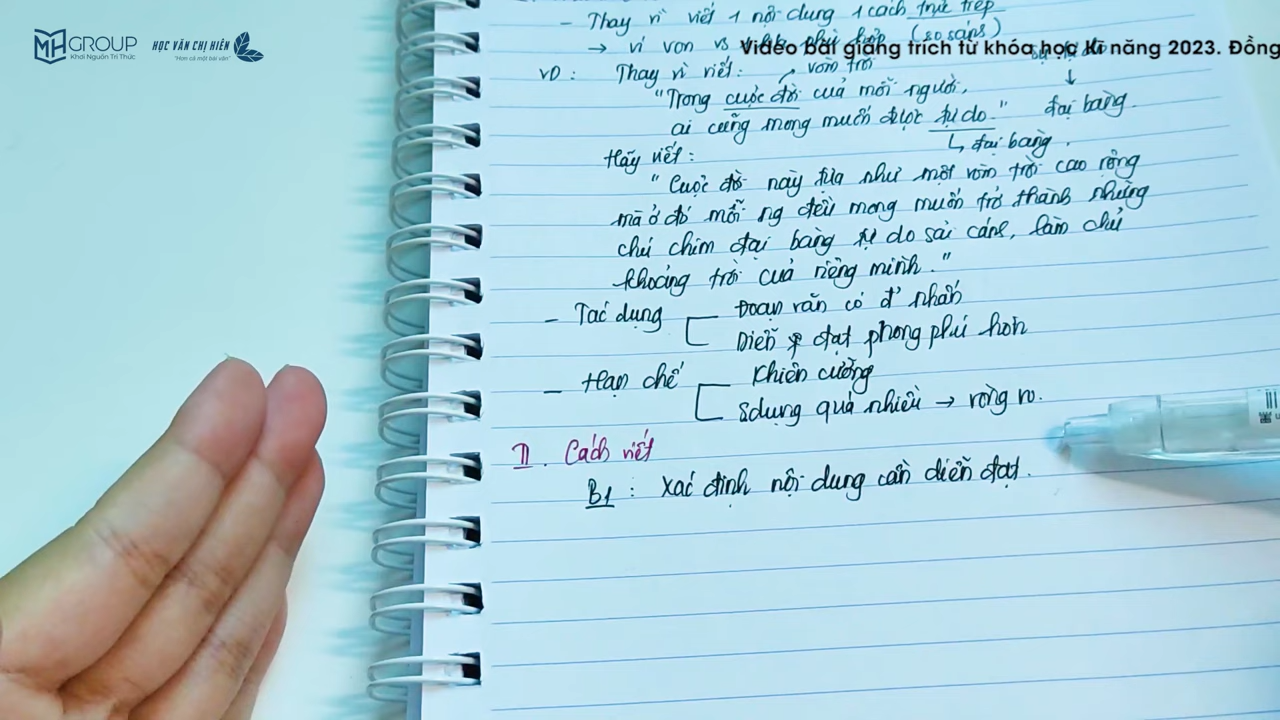 MH GROUP
Khơi Nguồn Tri Thức
HỌC VĂN CHỊ HIÊN
"Hơn cả một bài văn"
- Thay vì viết 1 nội dung 1 cách trực tiếp
→ ví von vs phù hợp (so sánh)
Video bài giảng trích từ khóa học Kĩ năng 2023. Đồng
VD: Thay vì viết: vòm trời
"Trong cuộc đời của mỗi người,
ai cũng mong muốn được tự do." đại bàng.
↳ đại bàng.
Hãy viết:
"Cuộc đời này tựa như một vòm trời cao rộng
mà ở đó mỗi ng đều mong muốn trở thành những
chú chim đại bàng tự do sải cánh, làm chủ
khoảng trời của riêng mình."
- Tác dụng Đoạn văn có đ' nhấn
Diễn đạt phong phú hơn
- Hạn chế Khiên cưỡng
Sdụng quá nhiều → rỗng ro.
II. Cách viết
B1: Xác định nội dung cần diễn đạt.